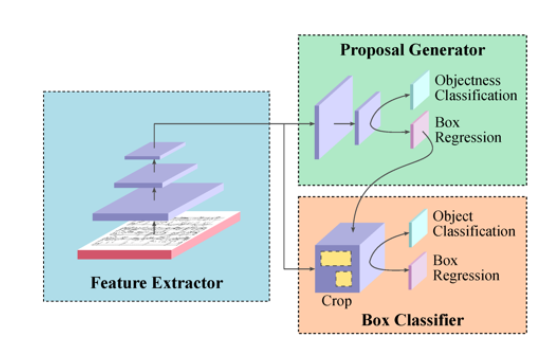 Proposal Generator
Objectness
Classification
Box
Regression
Feature Extractor
Object
Classification
Box
Regression
Crop
Box Classifier